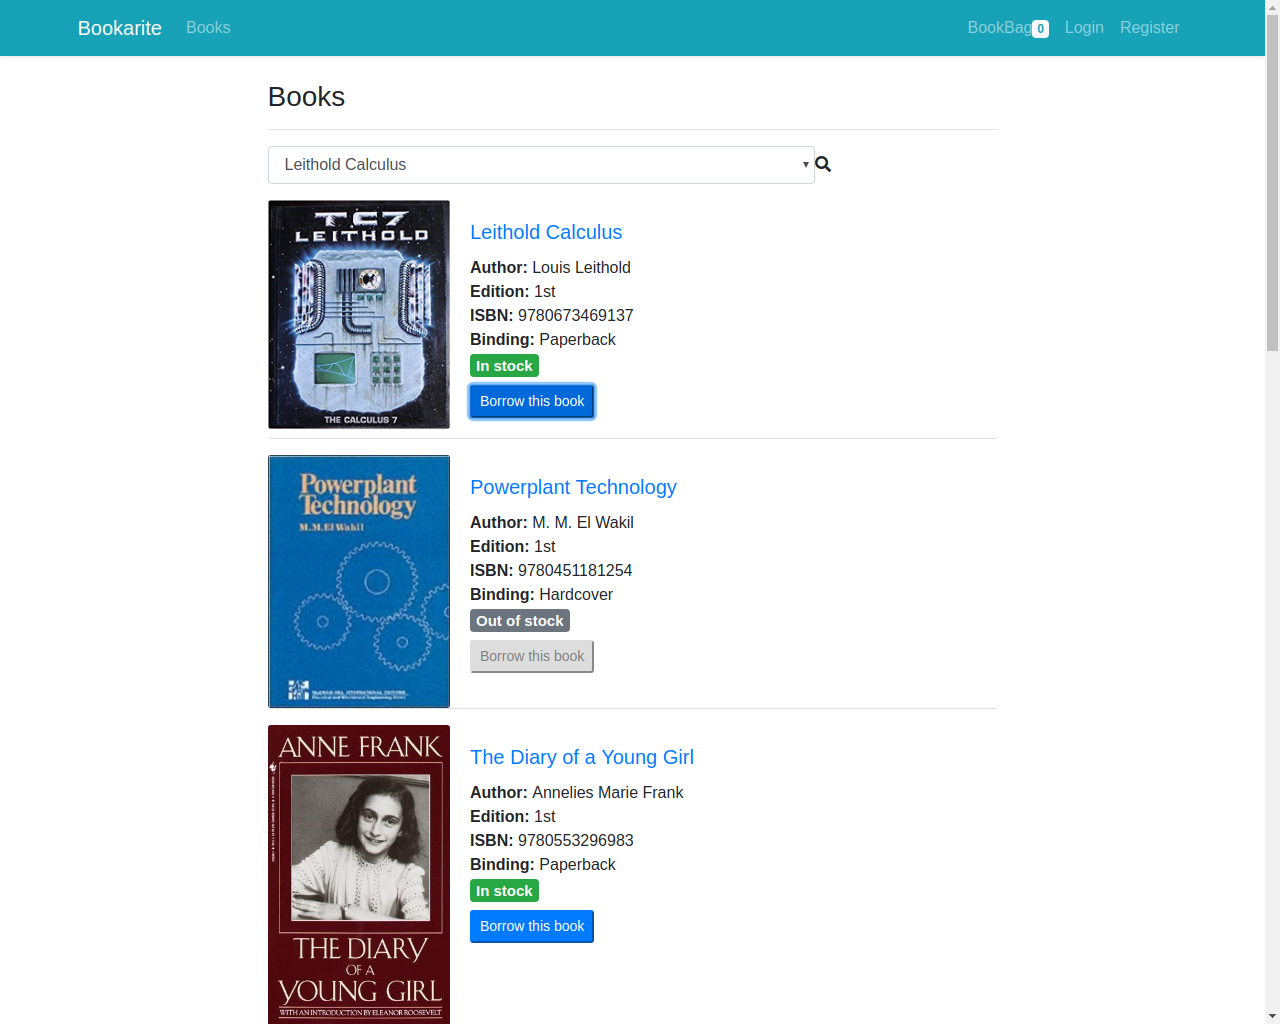 Bookarite Books BookBag 0 Login Register
Books
Leithold Calculus
TC7
LEITHOLD
THE CALCULUS 7
Leithold Calculus
Author: Louis Leithold
Edition: 1st
ISBN: 9780673469137
Binding: Paperback
In stock
Borrow this book
Powerplant
Technology
M.M.El-Wakil
Powerplant Technology
Author: M. M. El Wakil
Edition: 1st
ISBN: 9780451181254
Binding: Hardcover
Out of stock
Borrow this book
ANNE FRANK
THE DIARY
OF A
YOUNG GIRL
WITH AN INTRODUCTION BY ELEANOR ROOSEVELT
The Diary of a Young Girl
Author: Annelies Marie Frank
Edition: 1st
ISBN: 9780553296983
Binding: Paperback
In stock
Borrow this book